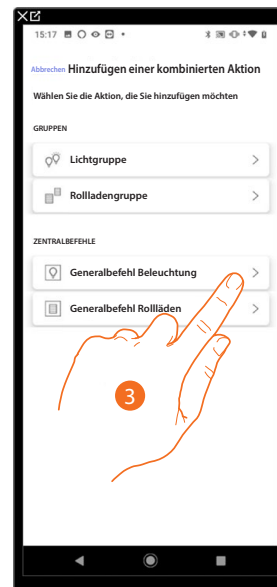 15:17
Abbrechen Hinzufügen einer kombinierten Aktion
Wählen Sie die Aktion, die Sie hinzufügen möchten
GRUPPEN
Lichtgruppe
Rollladengruppe
ZENTRALBEFEHLE
Generalbefehl Beleuchtung
Generalbefehl Rollläden
3